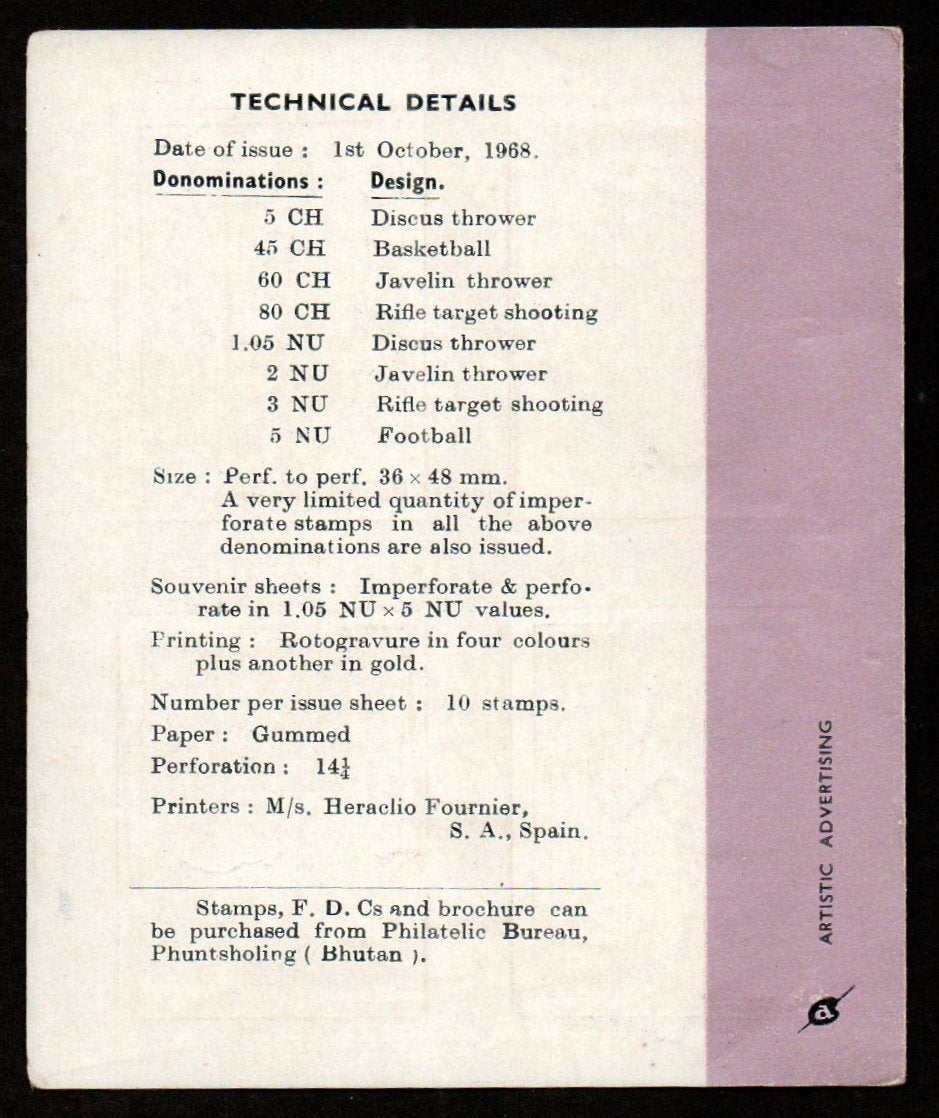 TECHNICAL DETAILS
Date of issue : 1st October, 1968.
Donominations : Design.
5 CH Discus thrower
45 CH Basketball
60 CH Javelin thrower
80 CH Rifle target shooting
1.05 NU Discus thrower
2 NU Javelin thrower
3 NU Rifle target shooting
5 NU Football
Size : Perf. to perf. 36 × 48 mm.
A very limited quantity of imper-
forate stamps in all the above
denominations are also issued.
Souvenir sheets : Imperforate & perfo-
rate in 1.05 NU × 5 NU values.
Printing : Rotogravure in four colours
plus another in gold.
Number per issue sheet : 10 stamps.
Paper : Gummed
Perforation : 14¼
Printers : M/s. Heraclio Fournier,
S. A., Spain.
Stamps, F. D. Cs and brochure can
be purchased from Philatelic Bureau,
Phuntsholing ( Bhutan ).
ARTISTIC ADVERTISING
a